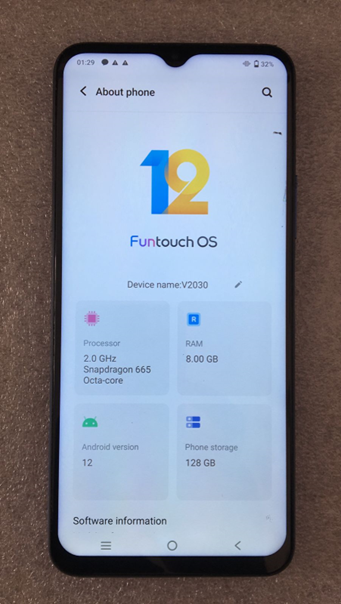 01:29 32%
About phone
12
Funtouch OS
Device name:V2030
R
Processor
2.0 GHz
Snapdragon 665
Octa-core
RAM
8.00 GB
Android version
12
Phone storage
128 GB
Software information